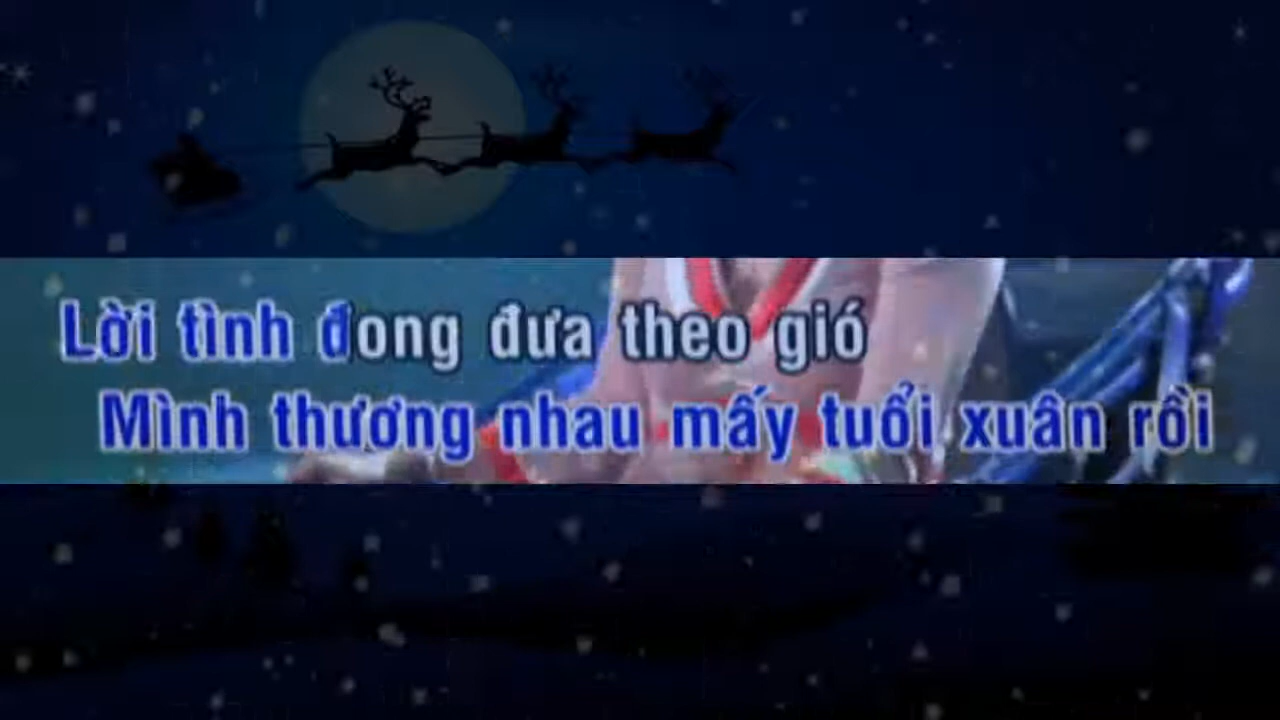 Lời tình đong đưa theo gió
Mình thương nhau mấy tuổi xuân rồi